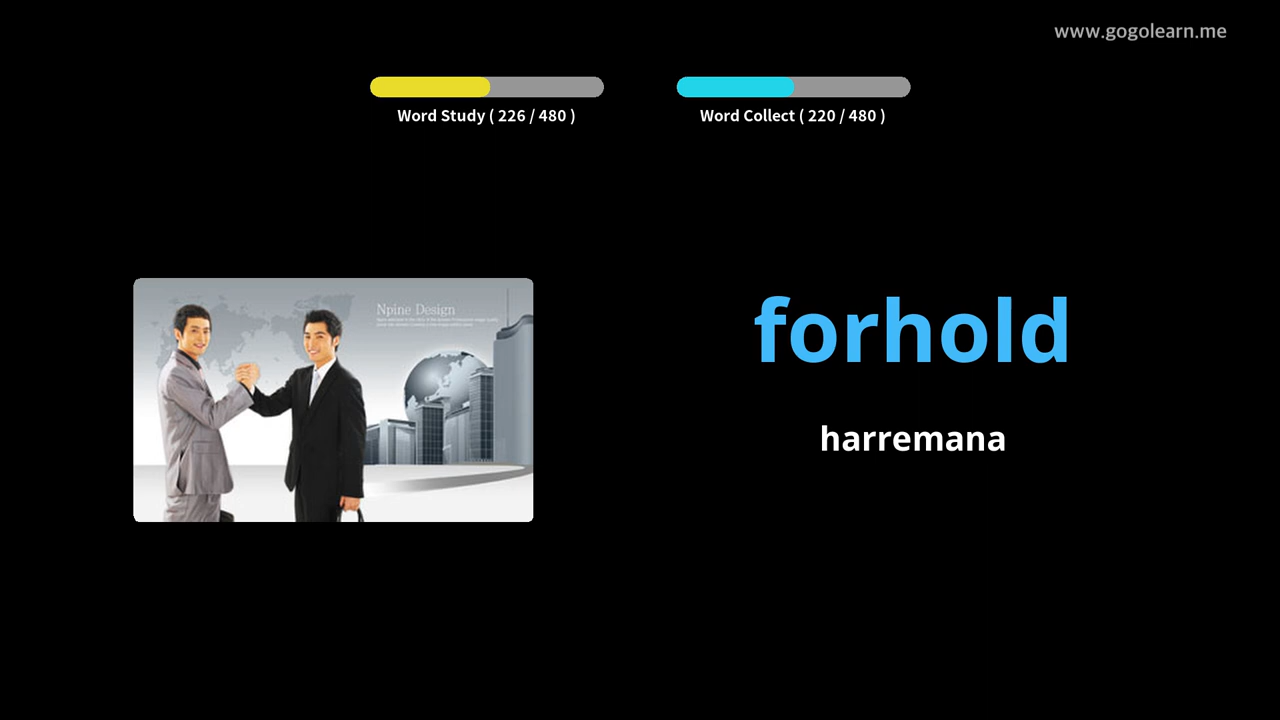 www.gogolearn.me
Word Study ( 226 / 480 )
Word Collect ( 220 / 480 )
Npine Design
forhold
harremana